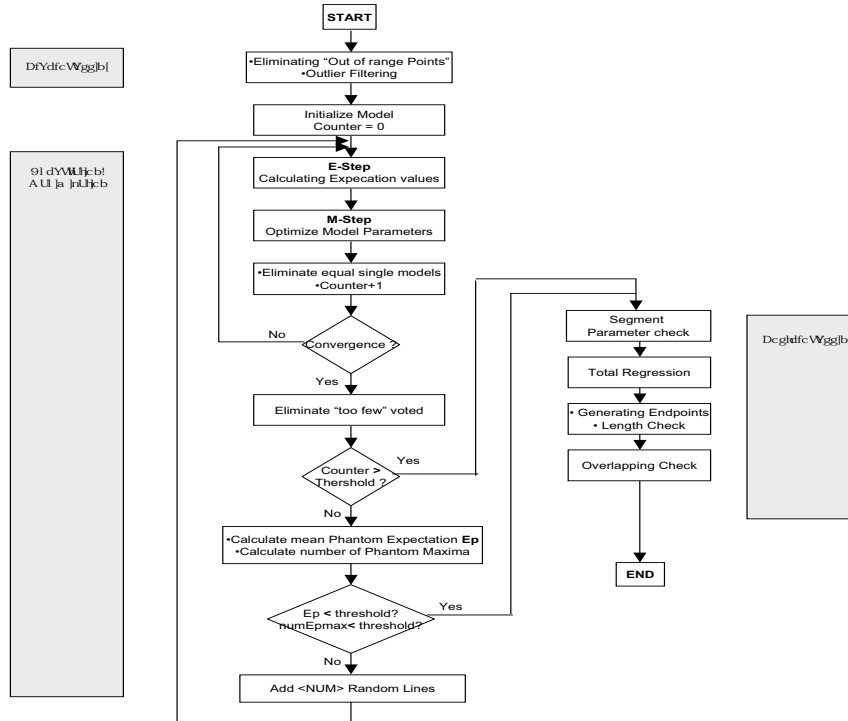 START
•Eliminating “Out of range Points”
•Outlier Filtering
Initialize Model
Counter = 0
E-Step
Calculating Expecation values
M-Step
Optimize Model Parameters
•Eliminate equal single models
•Counter+1
No
Convergence ?
Yes
Eliminate “too few” voted
Counter >
Thershold ?
Yes
No
•Calculate mean Phantom Expectation Ep
•Calculate number of Phantom Maxima
Ep < threshold?
numEpmax< threshold?
Yes
No
Add <NUM> Random Lines
Segment
Parameter check
Total Regression
• Generating Endpoints
• Length Check
Overlapping Check
END